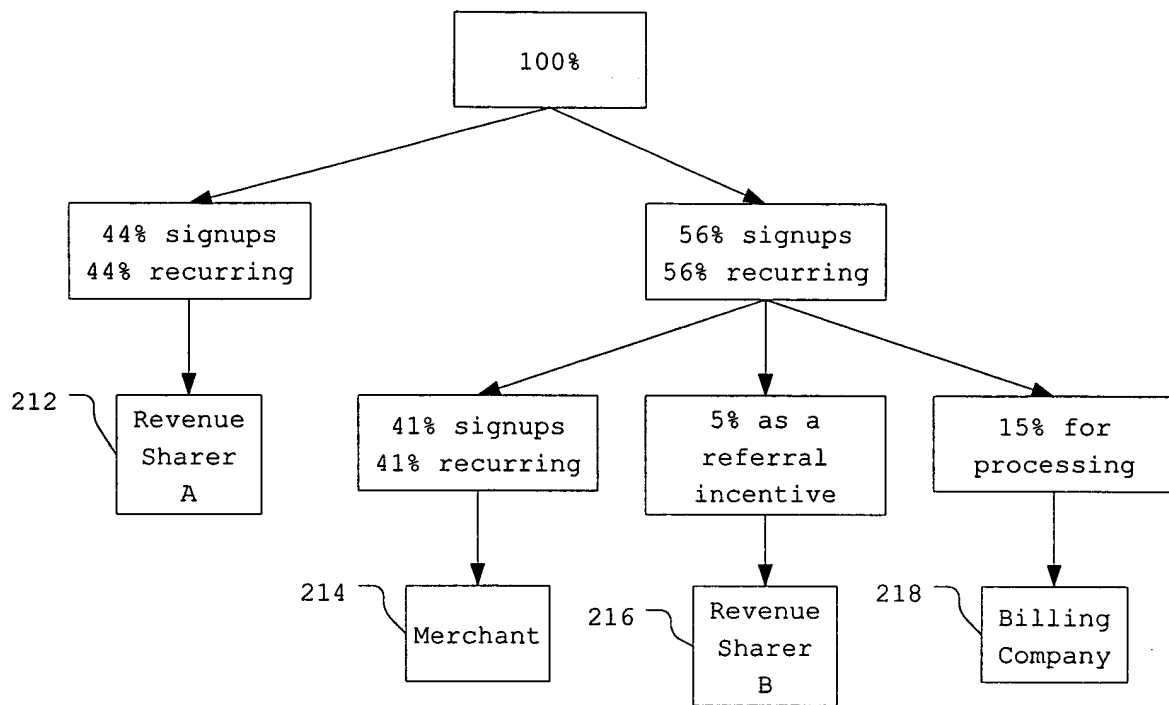 100%
44% signups
44% recurring
56% signups
56% recurring
212
Revenue
Sharer
A
41% signups
41% recurring
5% as a
referral
incentive
15% for
processing
214
Merchant
216
Revenue
Sharer
B
218
Billing
Company